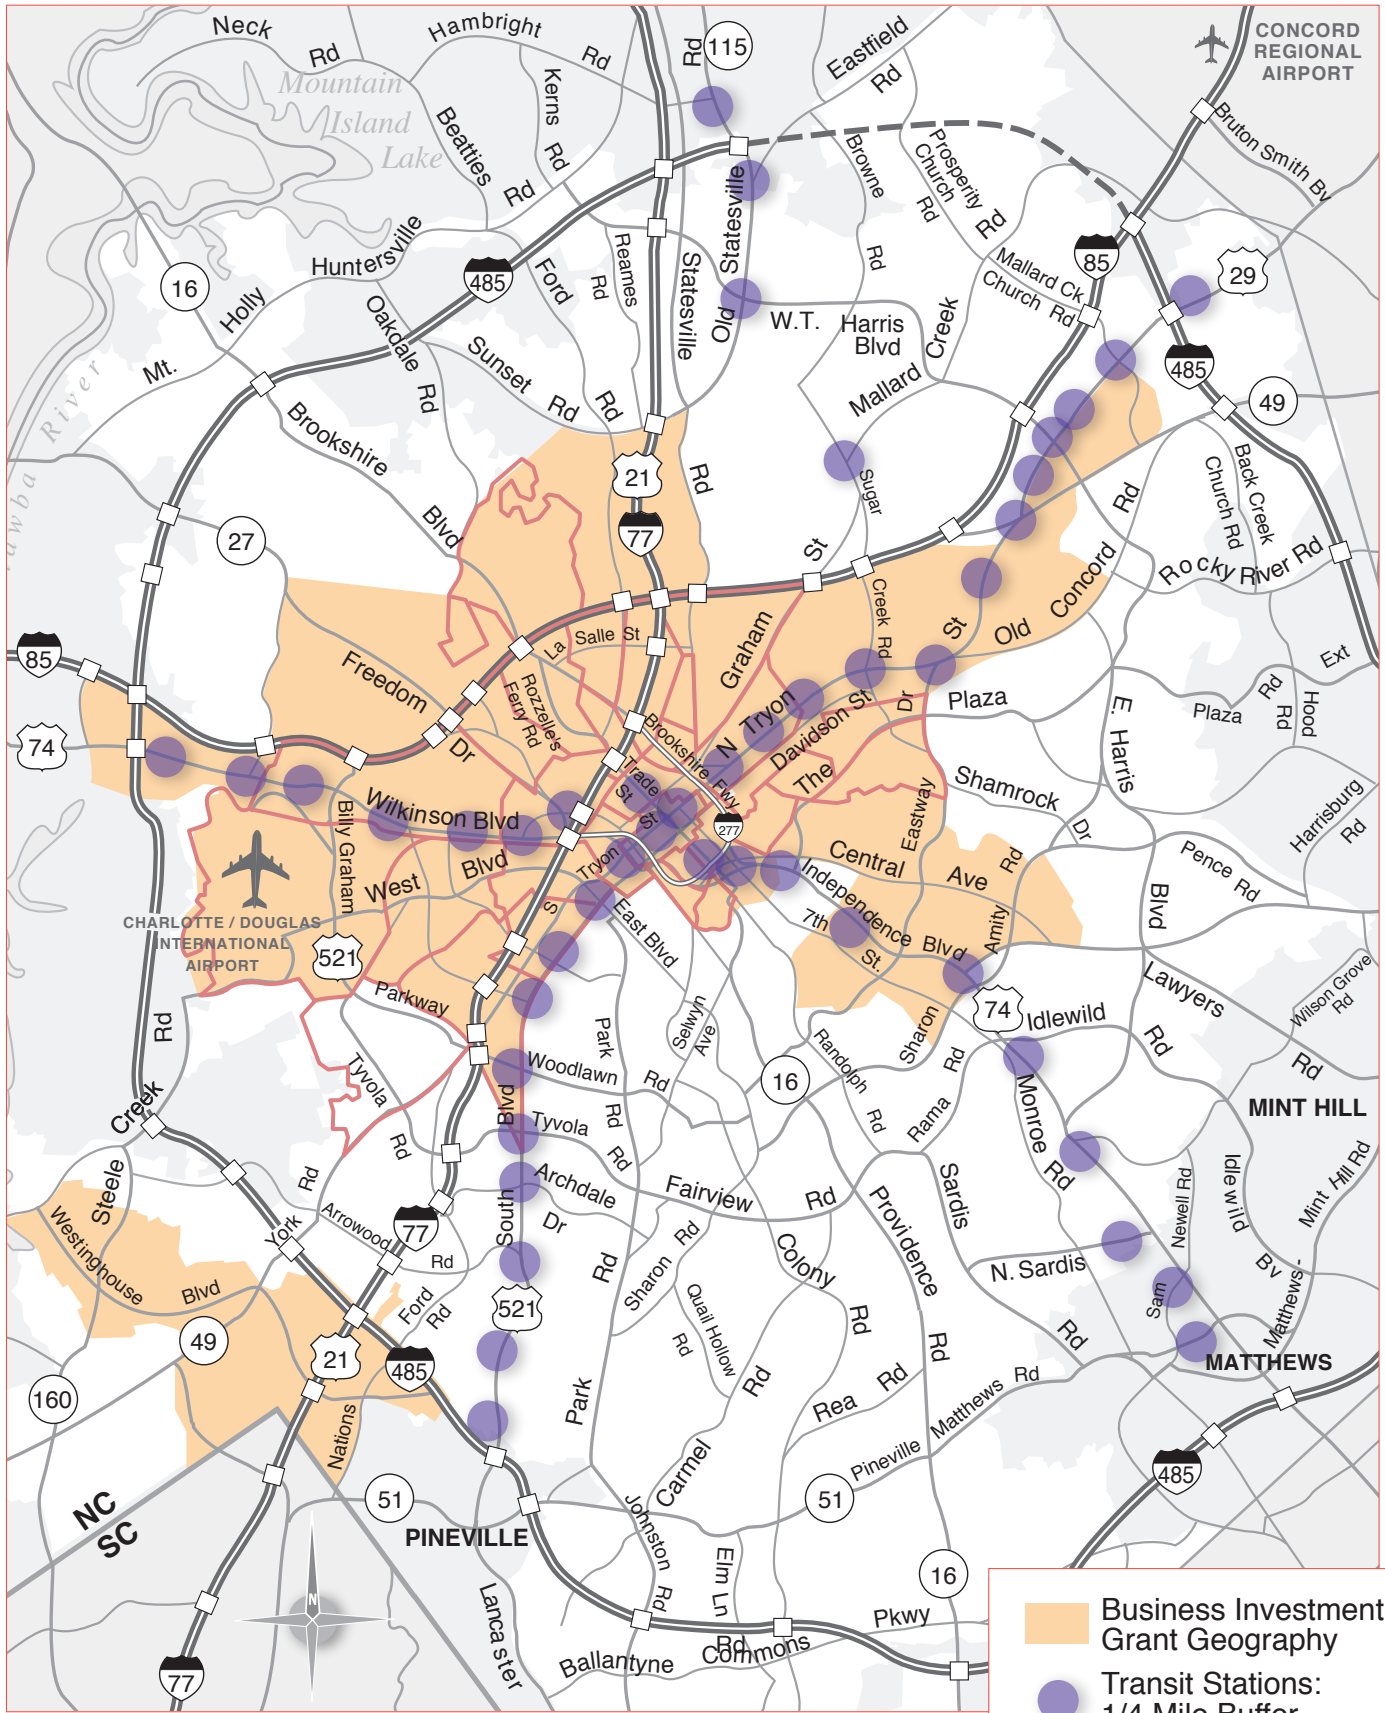 Neck
Rd
Hambright
Rd
Rd
115
Eastfield
Rd
CONCORD
REGIONAL
AIRPORT
Mountain
Island
Lake
Kerns
Rd
Beatties
Rd
Bruton Smith Bv
Browne
Rd
Prosperity
Church
Rd
Rd
Old
Statesville
Statesville
Rd
Reames
Rd
Ford
Rd
Huntersville
Mt.
Holly
16
485
Oakdale
Rd
Sunset
Rd
Mallard Ck
Church Rd
85
29
W.T.
Harris
Blvd
Mallard
Creek
485
49
Brookshire
Blvd
River
awba
27
21
77
Sugar
Creek Rd
Back Creek
Church Rd
Rd
Rocky River Rd
Old
Concord
St
St
Graham
La
Salle St
85
74
Freedom
Dr
Rozzelle's
Ferry Rd
Brookshire Fwy
N
Tryon
Davidson St
The
Dr
Plaza
Plaza
Ext
Rd
Hood
Rd
E.
Harris
Blvd
Shamrock
Dr
Harrisburg
Rd
Trade
St
St
277
Eastway
Wilkinson Blvd
Billy Graham
West
Blvd
Tryon
S
Central
Ave
Rd
Amity
Sharon
Pence Rd
Independence
Blvd
7th
St.
East Blvd
CHARLOTTE / DOUGLAS
INTERNATIONAL
AIRPORT
521
Parkway
Selwyn
Ave
Park
Rd
Lawyers
Rd
Wilson Grove
Rd
74
Idlewild
Rd
Woodlawn
Rd
16
Randolph
Rd
Rama
Rd
Monroe
Rd
MINT HILL
Tyvola
Rd
Tyvola
Rd
Blvd
South
Creek
Rd
Steele
Archdale
Dr
Fairview
Rd
Sardis
Rd
Providence
Rd
Newell Rd
Sam
Idlewild
Bv
Mint Hill Rd
Matthews-
Westinghouse
Blvd
York
Rd
Arrowood
Rd
77
Park
Rd
Sharon
Rd
Colony
Rd
N. Sardis
49
21
Ford
Rd
521
485
Quail Hollow
Rd
MATTHEWS
160
Nations
Rea
Rd
Pineville
Matthews
Rd
Carmel
Rd
NC
SC
51
PINEVILLE
51
485
Johnston
Rd
Elm Ln
16
Lancaster
N
77
Ballantyne
Commons
Rd
Pkwy
Business Investment
Grant Geography
Transit Stations:
1/4 Mile Buffer